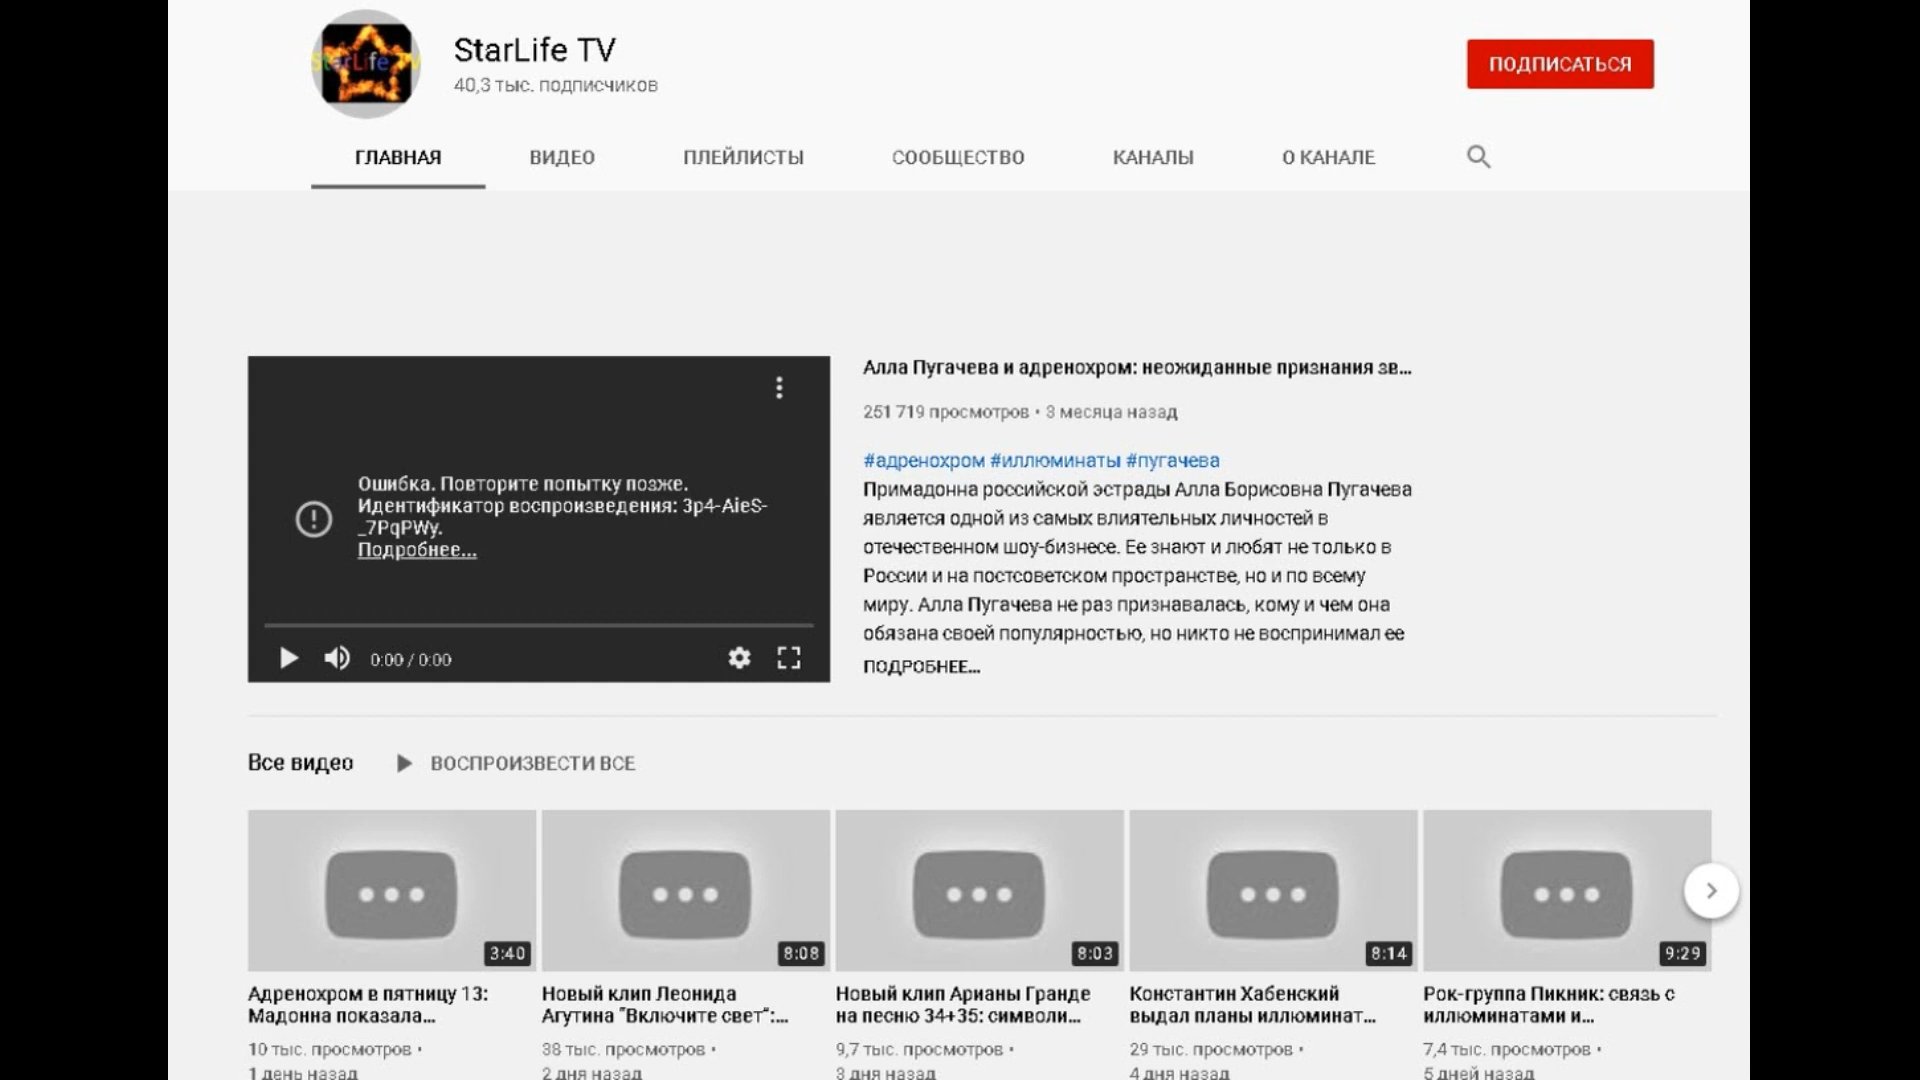 StarLife TV
StarLife TV
40,3 тыс. подписчиков
ПОДПИСАТЬСЯ
ГЛАВНАЯ
ВИДЕО
ПЛЕЙЛИСТЫ
СООБЩЕСТВО
КАНАЛЫ
О КАНАЛЕ
Ошибка. Повторите попытку позже.
Идентификатор воспроизведения: 3p4-AieS-
_7PqPWy.
Подробнее...
0:00 / 0:00
Алла Пугачева и адренохром: неожиданные признания зв...
251 719 просмотров • 3 месяца назад
#адренохром #иллюминаты #пугачева
Примадонна российской эстрады Алла Борисовна Пугачева
является одной из самых влиятельных личностей в
отечественном шоу-бизнесе. Ее знают и любят не только в
России и на постсоветском пространстве, но и по всему
миру. Алла Пугачева не раз признавалась, кому и чем она
обязана своей популярностью, но никто не воспринимал ее
ПОДРОБНЕЕ...
Все видео
ВОСПРОИЗВЕСТИ ВСЕ
3:40
Адренохром в пятницу 13:
Мадонна показала...
10 тыс. просмотров •
1 день назад
8:08
Новый клип Леонида
Агутина "Включите свет":...
38 тыс. просмотров •
2 дня назад
8:03
Новый клип Арианы Гранде
на песню 34+35: символи...
9,7 тыс. просмотров •
3 дня назад
8:14
Константин Хабенский
выдал планы иллюминат...
29 тыс. просмотров •
4 дня назад
9:29
Рок-группа Пикник: связь с
иллюминатами и...
7,4 тыс. просмотров •
5 дней назад